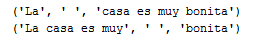 ('La', ' ', 'casa es muy bonita')
('La casa es muy', ' ', 'bonita')